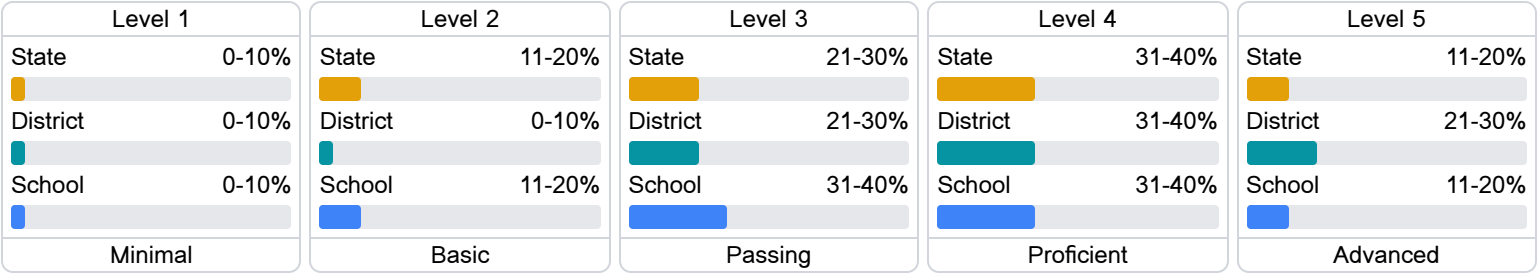 Level 1
State 0-10%
District 0-10%
School 0-10%
Minimal
Level 2
State 11-20%
District 0-10%
School 11-20%
Basic
Level 3
State 21-30%
District 21-30%
School 31-40%
Passing
Level 4
State 31-40%
District 31-40%
School 31-40%
Proficient
Level 5
State 11-20%
District 21-30%
School 11-20%
Advanced